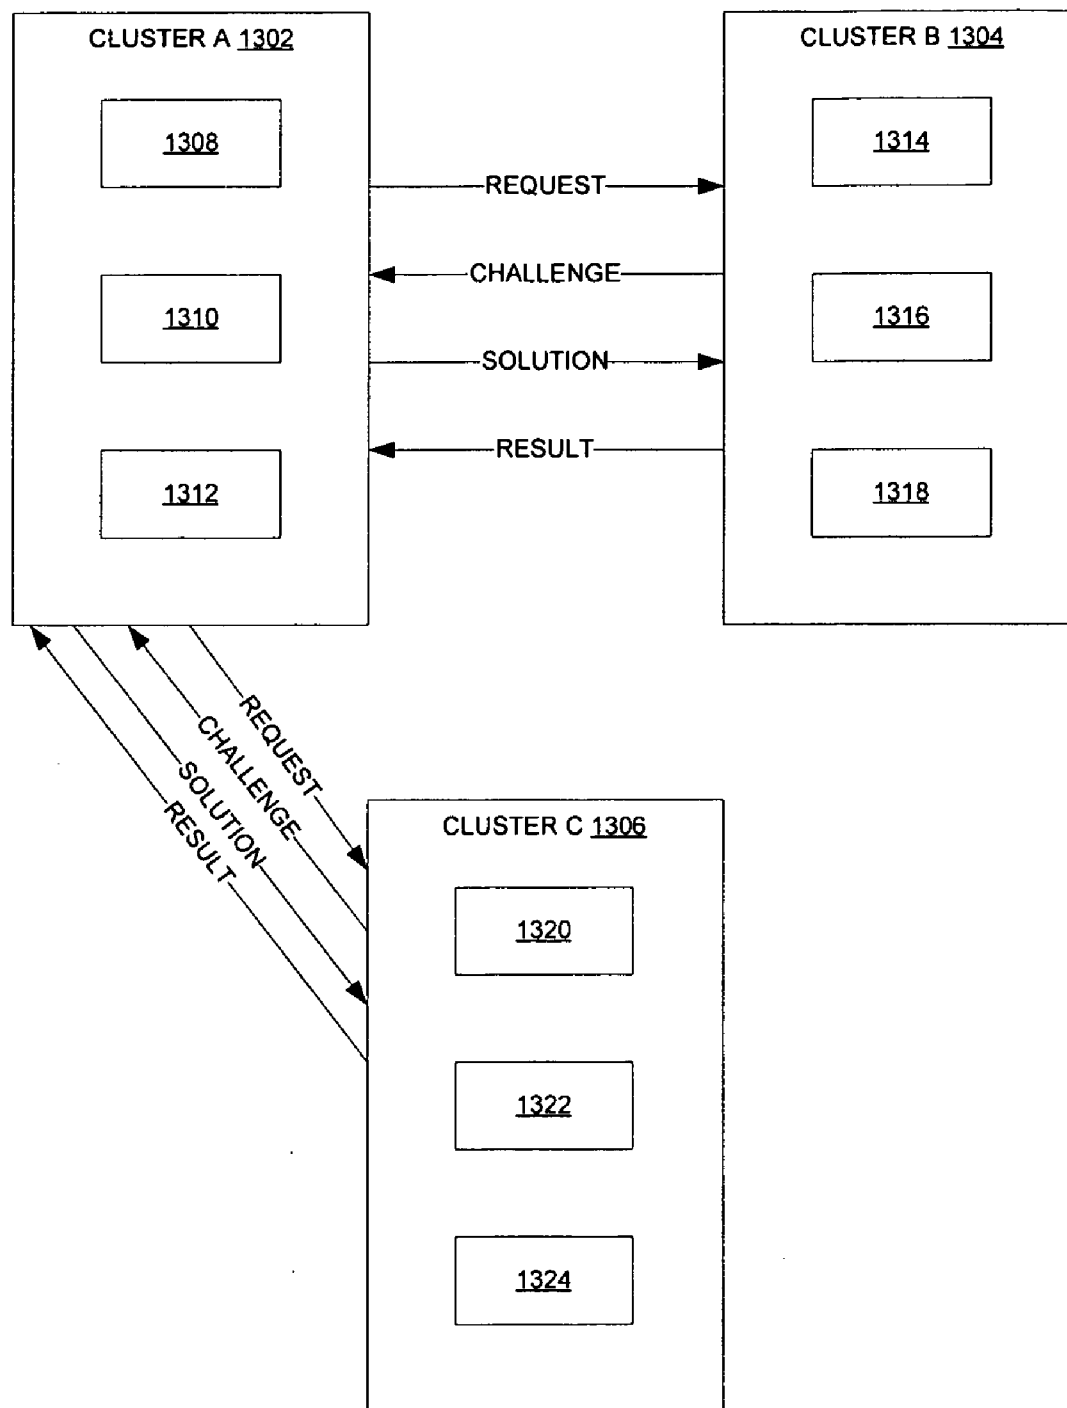 CLUSTER A 1302
1308
1310
1312
CLUSTER B 1304
1314
1316
1318
REQUEST
CHALLENGE
SOLUTION
RESULT
REQUEST
CHALLENGE
SOLUTION
RESULT
CLUSTER C 1306
1320
1322
1324